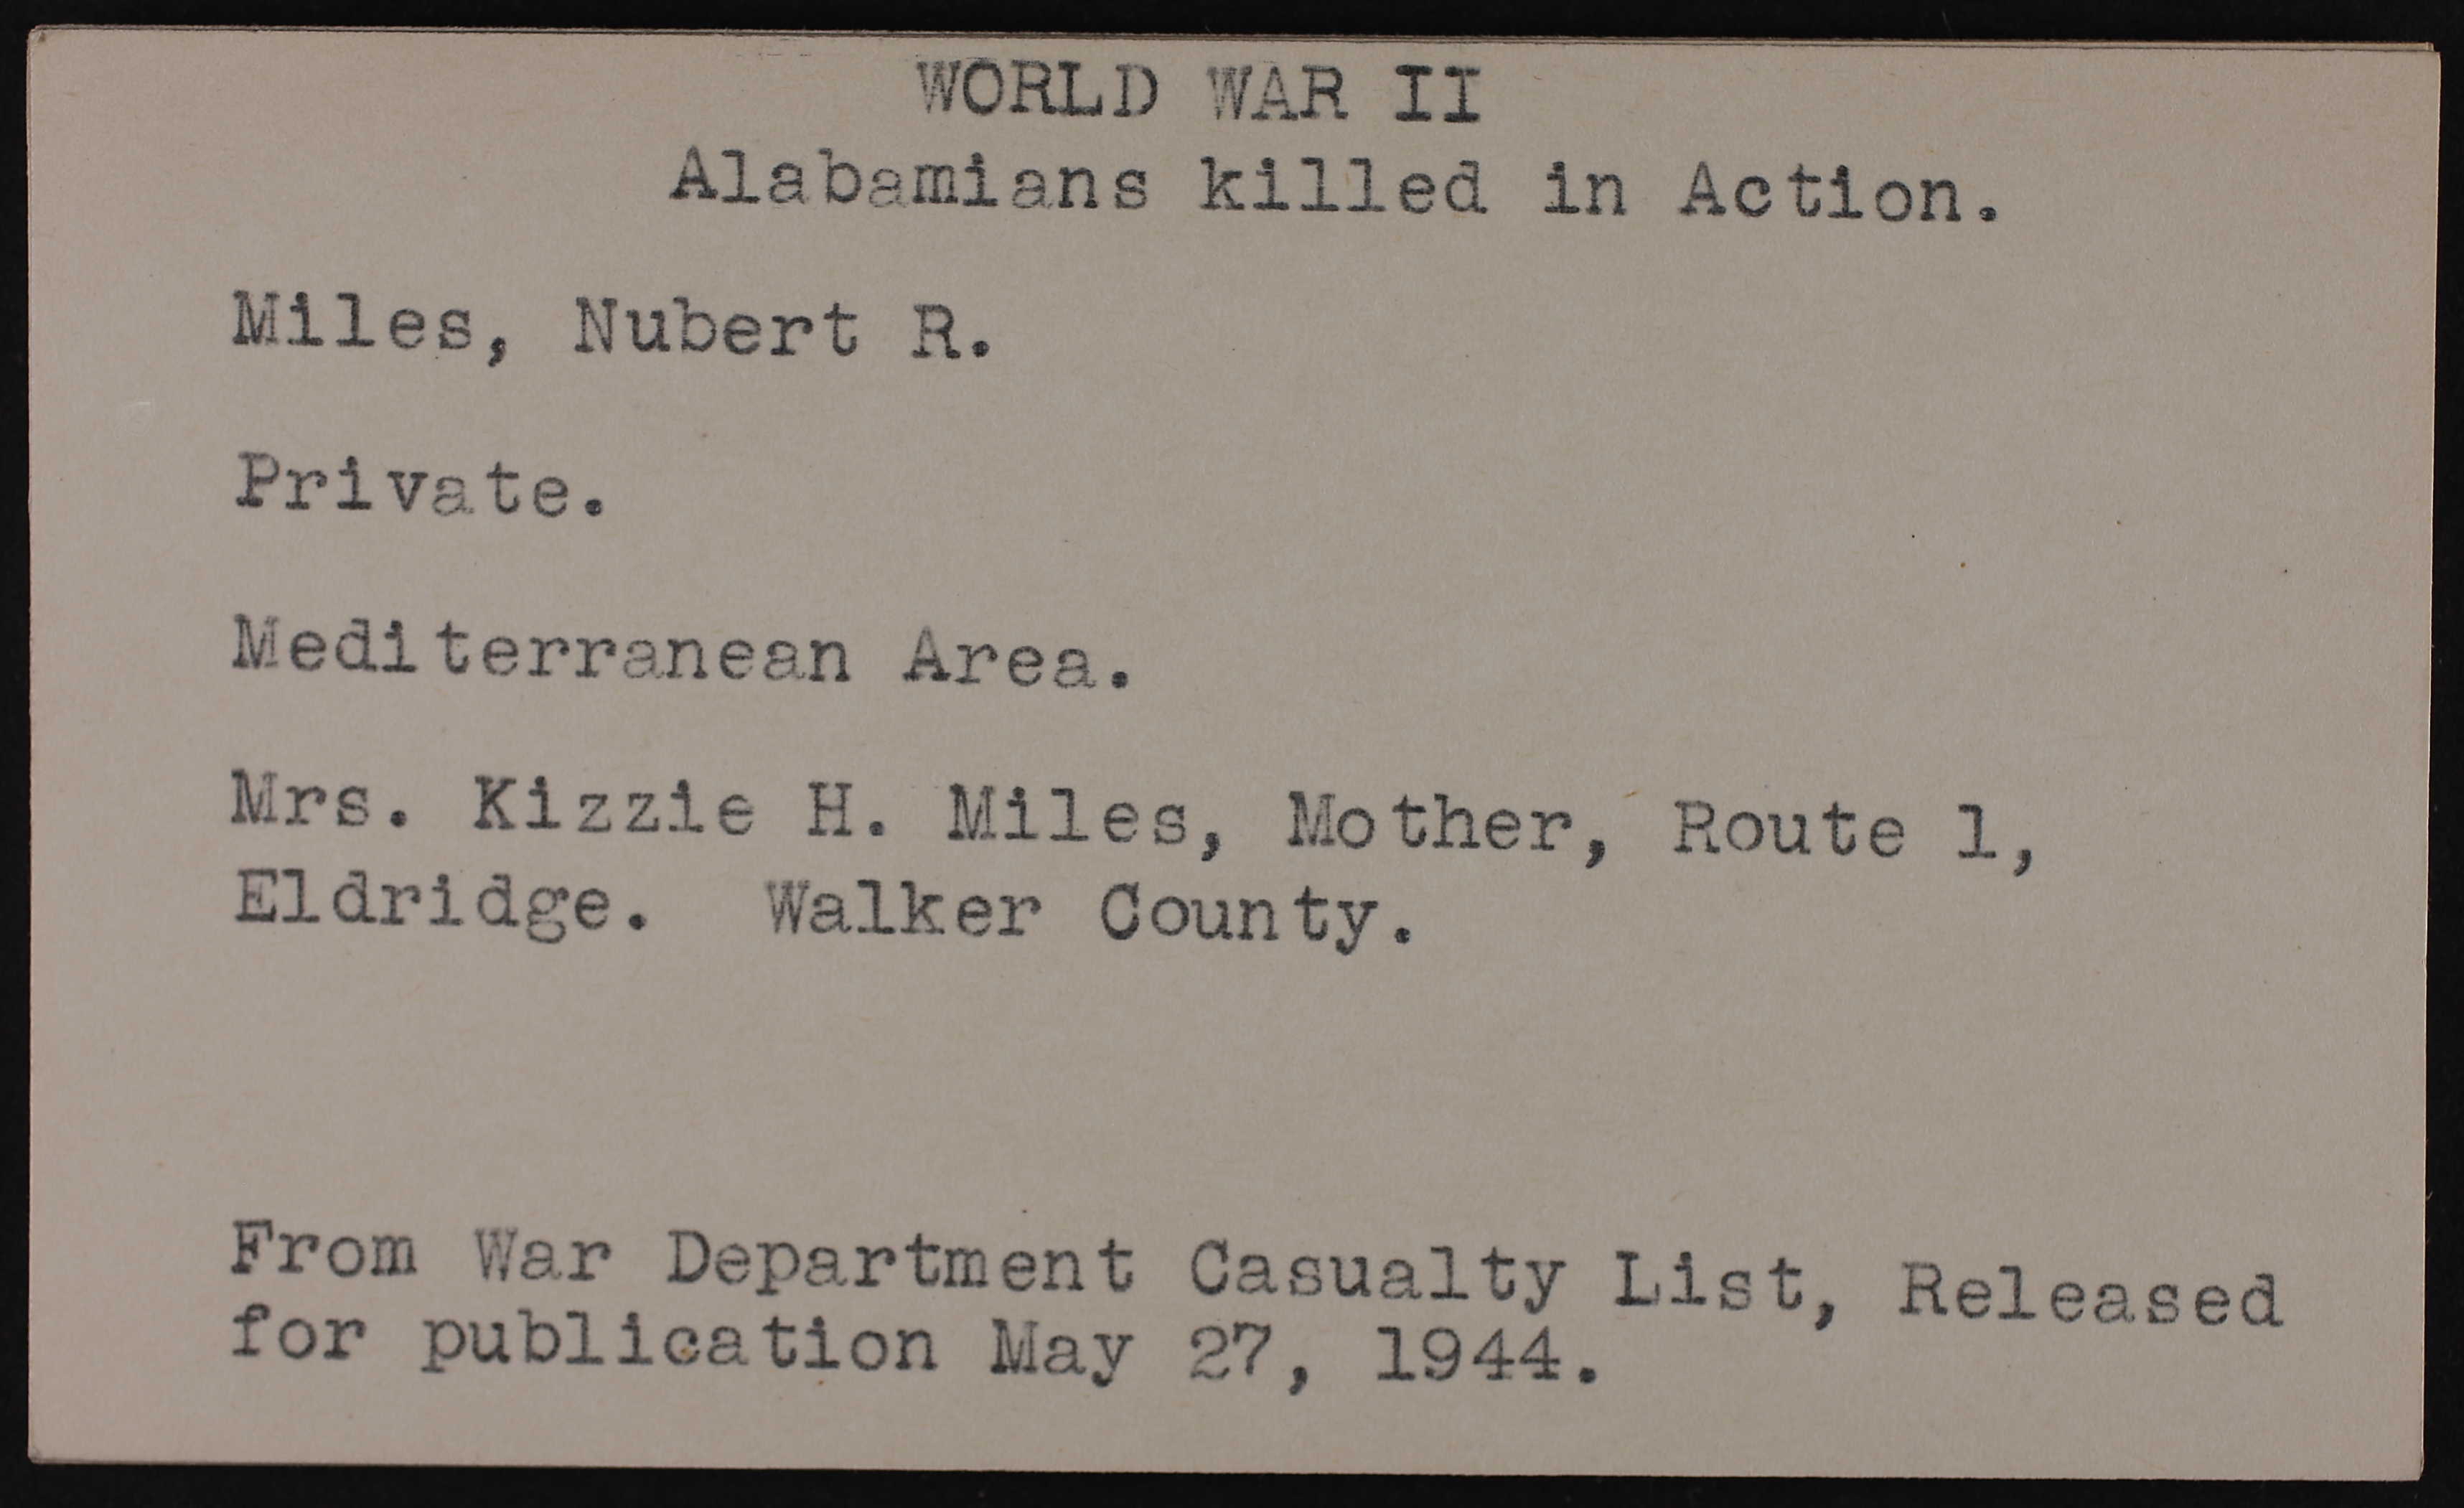 WORLD WAR II
Alabamians killed in Action.
Miles, Nubert R.
Private.
Mediterranean Area.
Mrs. Kizzie H. Miles, Mother, Route 1,
Eldridge. Walker County.
From War Department Casualty List, Released
for publication May 27, 1944.